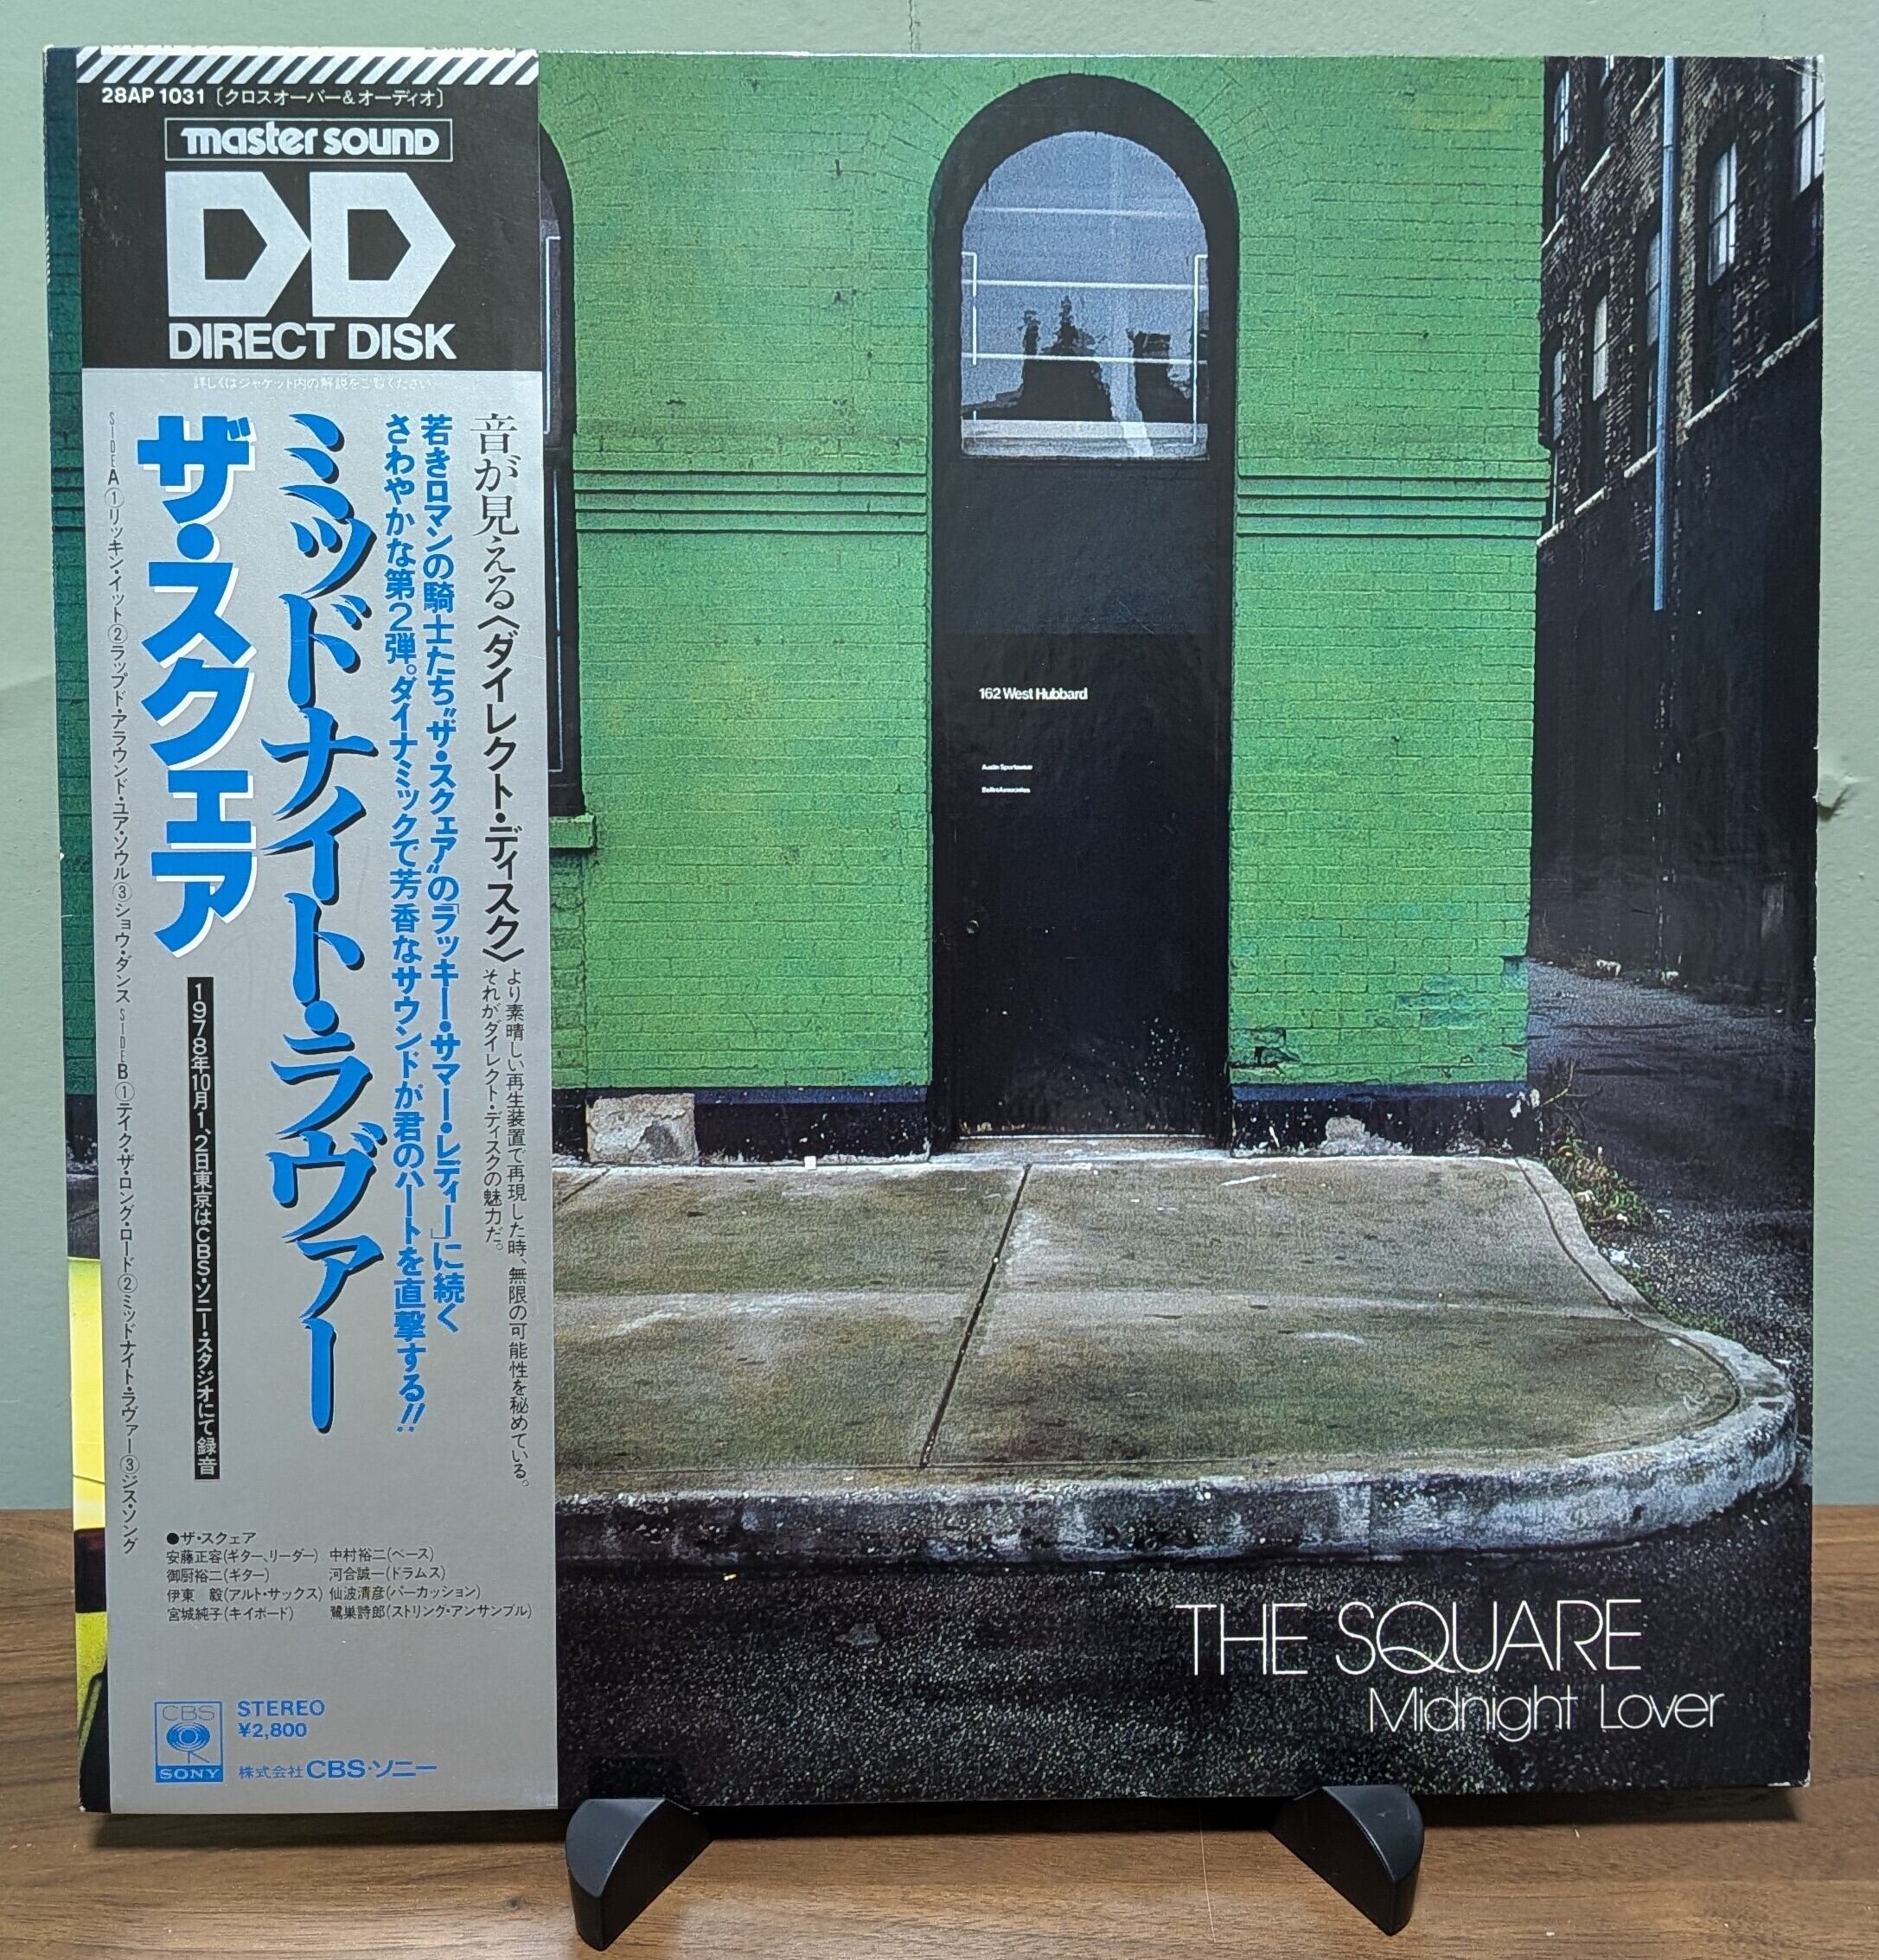 28AP 1031〔クロスオーバー&オーディオ〕
master sound
DD
DIRECT DISK
詳しくはジャケット内の解説をご覧ください。
音が見える〈ダイレクト・ディスク〉
より素晴しい再生装置で再現した時、無限の可能性を秘めている。
それがダイレクト・ディスクの魅力だ。
若きロマンの騎士たち“ザ・スクェア”の「ラッキー・サマー・レディー」に続く
さわやかな第2弾。ダイナミックで芳香なサウンドが君のハートを直撃する!!
ミッドナイト・ラヴァー
ザ・スクェア
1978年10月1、2日東京はCBS・ソニー・スタジオにて録音
SIDE A ①リッキン・イット②ラップド・アラウンド・ユア・ソウル③ショウ・ダンス SIDE B ①テイク・ザ・ロング・ロード②ミッドナイト・ラヴァー③ジス・ソング
●ザ・スクェア
安藤正容(ギター、リーダー) 中村裕二(ベース)
御厨裕二(ギター) 河合誠一(ドラムス)
伊東 毅(アルト・サックス) 仙波清彦(パーカッション)
宮城純子(キイボード) 鷺巣詩郎(ストリング・アンサンブル)
CBS
SONY
STEREO
¥2,800
株式会社CBS・ソニー
162 West Hubbard
Austin Sportswear
THE SQUARE
Midnight Lover